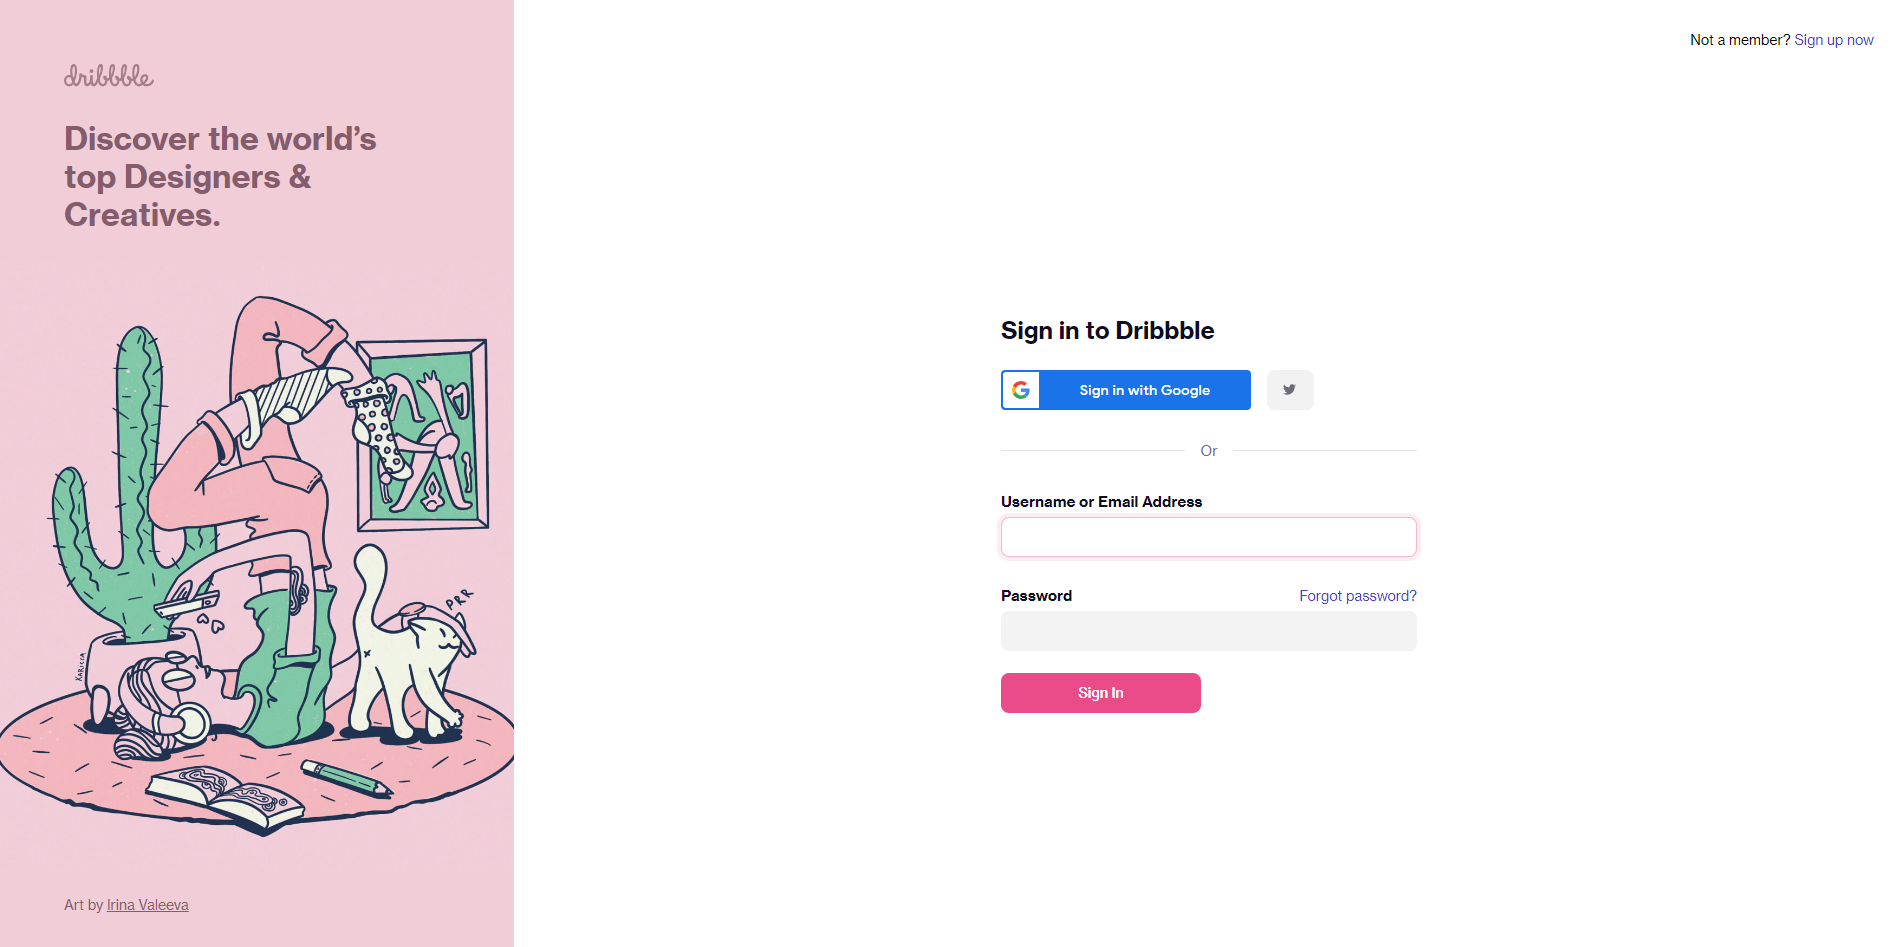 dribbble
Discover the world’s
top Designers &
Creatives.
PRR
KARICCA
Art by Irina Valeeva
Not a member? Sign up now
Sign in to Dribbble
Sign in with Google
Or
Username or Email Address
Password
Forgot password?
Sign In